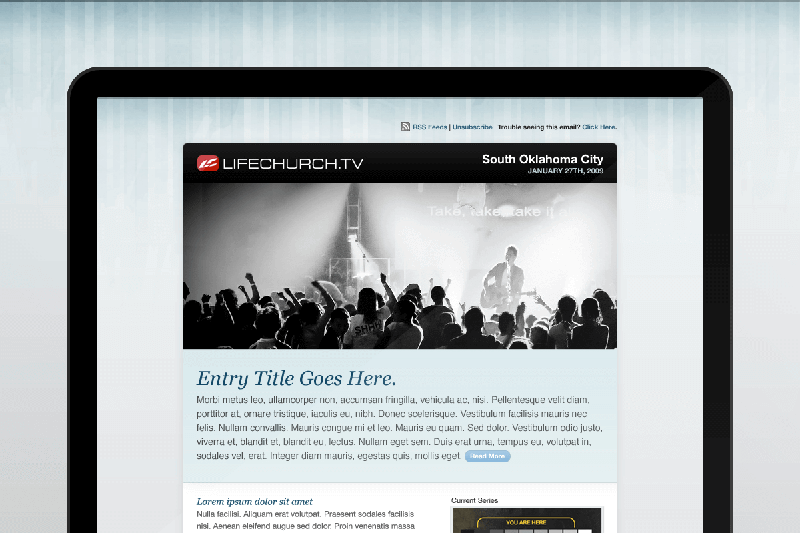 RSS Feeds | Unsubscribe Trouble seeing this email? Click Here.
LIFECHURCH.TV
South Oklahoma City
JANUARY 27TH, 2009
Take, take, take it a
SHHH
Entry Title Goes Here.
Morbi metus leo, ullamcorper non, accumsan fringilla, vehicula ac, nisi. Pellentesque velit diam,
porttitor at, ornare tristique, iaculis eu, nibh. Donec scelerisque. Vestibulum facilisis mauris nec
felis. Nullam convallis. Mauris congue mi et leo. Mauris eu quam. Sed dolor. Vestibulum odio justo,
viverra et, blandit et, blandit eu, lectus. Nullam eget sem. Duis erat urna, tempus eu, volutpat in,
sodales vel, erat. Integer diam mauris, egestas quis, mollis eget. Read More
Lorem ipsum dolor sit amet
Nulla facilisi. Aliquam erat volutpat. Praesent sodales facilisis
nisi. Aenean eleifend augue sed dolor. Proin venenatis massa
Current Series
YOU ARE HERE